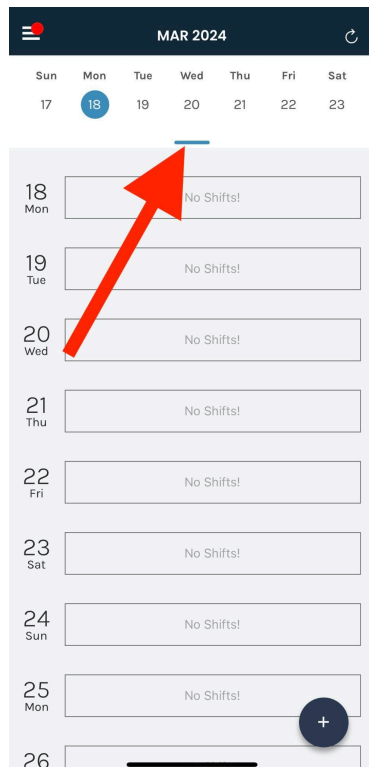 MAR 2024
Sun Mon Tue Wed Thu Fri Sat
17 18 19 20 21 22 23
18
Mon
No Shifts!
19
Tue
No Shifts!
20
Wed
No Shifts!
21
Thu
No Shifts!
22
Fri
No Shifts!
23
Sat
No Shifts!
24
Sun
No Shifts!
25
Mon
No Shifts!
+
26